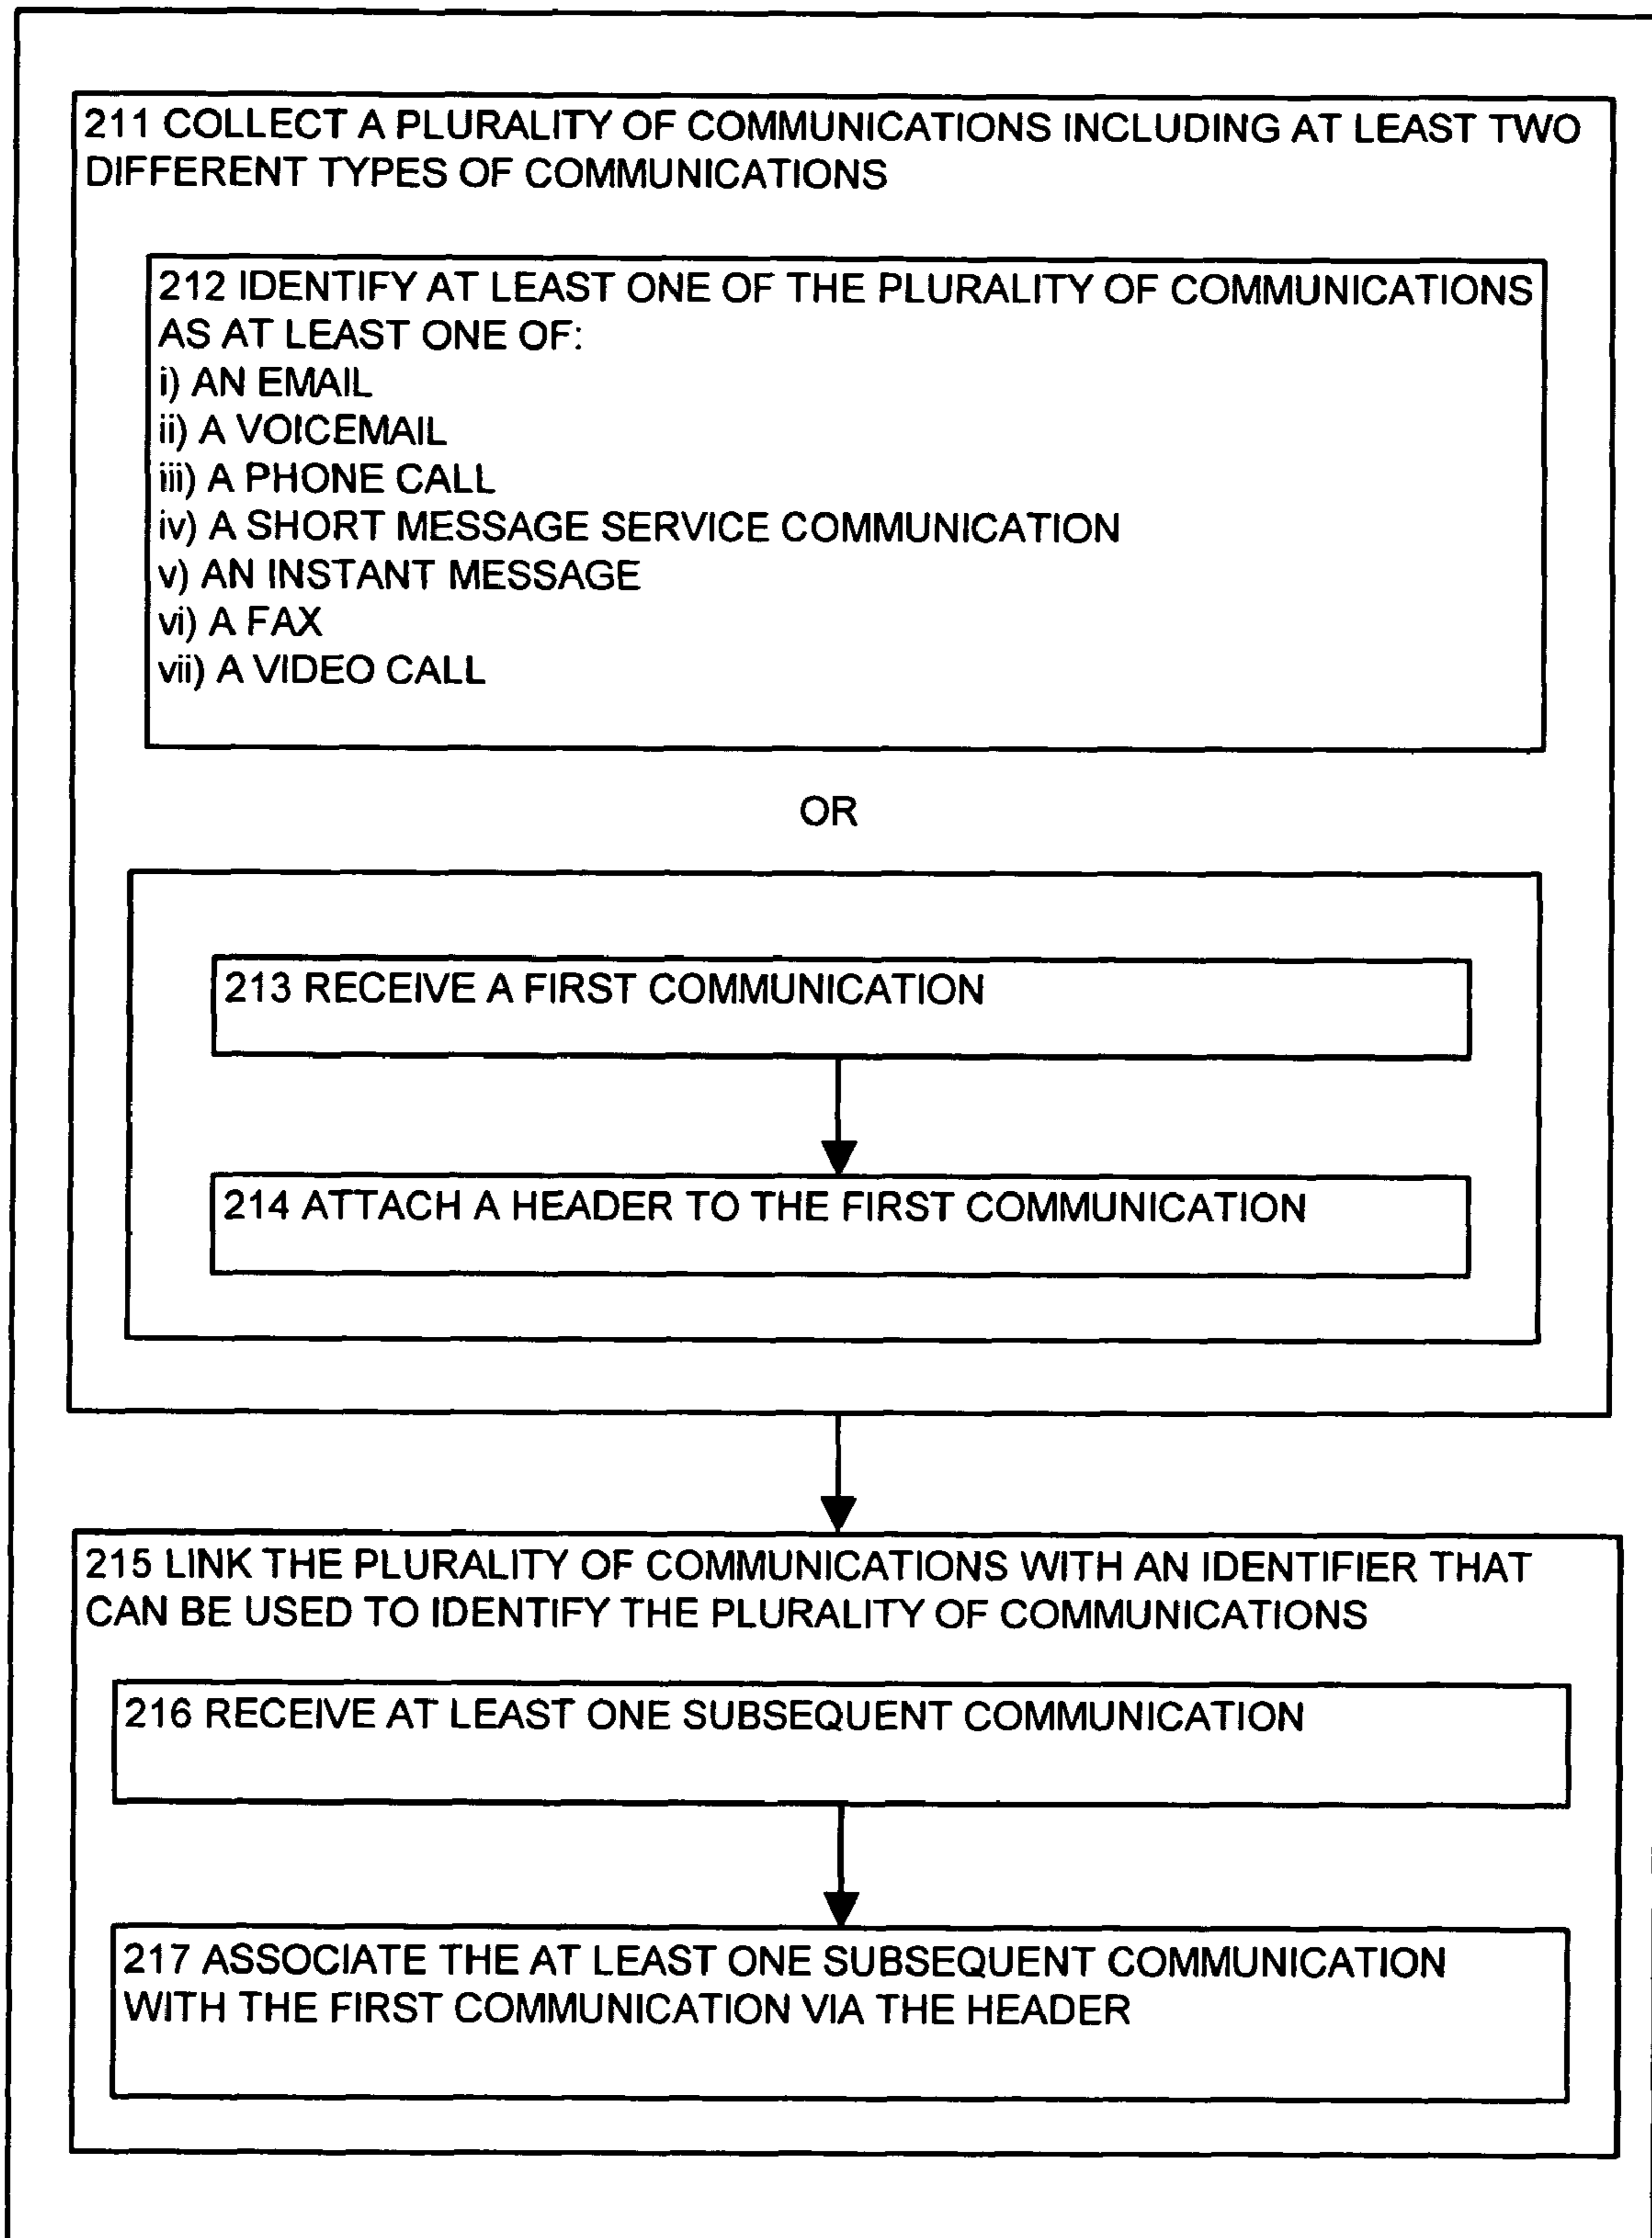 211 COLLECT A PLURALITY OF COMMUNICATIONS INCLUDING AT LEAST TWO
DIFFERENT TYPES OF COMMUNICATIONS
212 IDENTIFY AT LEAST ONE OF THE PLURALITY OF COMMUNICATIONS
AS AT LEAST ONE OF:
i) AN EMAIL
ii) A VOICEMAIL
iii) A PHONE CALL
iv) A SHORT MESSAGE SERVICE COMMUNICATION
v) AN INSTANT MESSAGE
vi) A FAX
vii) A VIDEO CALL
OR
213 RECEIVE A FIRST COMMUNICATION
214 ATTACH A HEADER TO THE FIRST COMMUNICATION
215 LINK THE PLURALITY OF COMMUNICATIONS WITH AN IDENTIFIER THAT
CAN BE USED TO IDENTIFY THE PLURALITY OF COMMUNICATIONS
216 RECEIVE AT LEAST ONE SUBSEQUENT COMMUNICATION
217 ASSOCIATE THE AT LEAST ONE SUBSEQUENT COMMUNICATION
WITH THE FIRST COMMUNICATION VIA THE HEADER